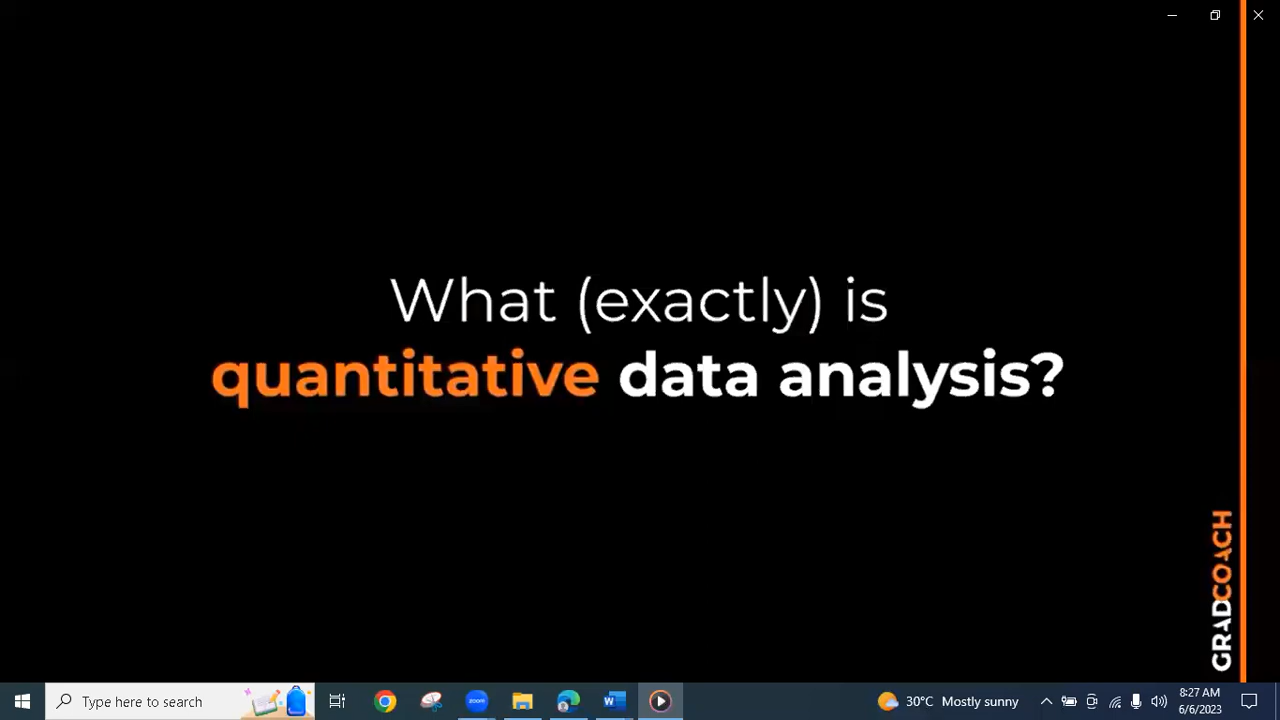 What (exactly) is
quantitative data analysis?
GRADCOACH
Type here to search
zoom
W
30°C Mostly sunny
8:27 AM
6/6/2023